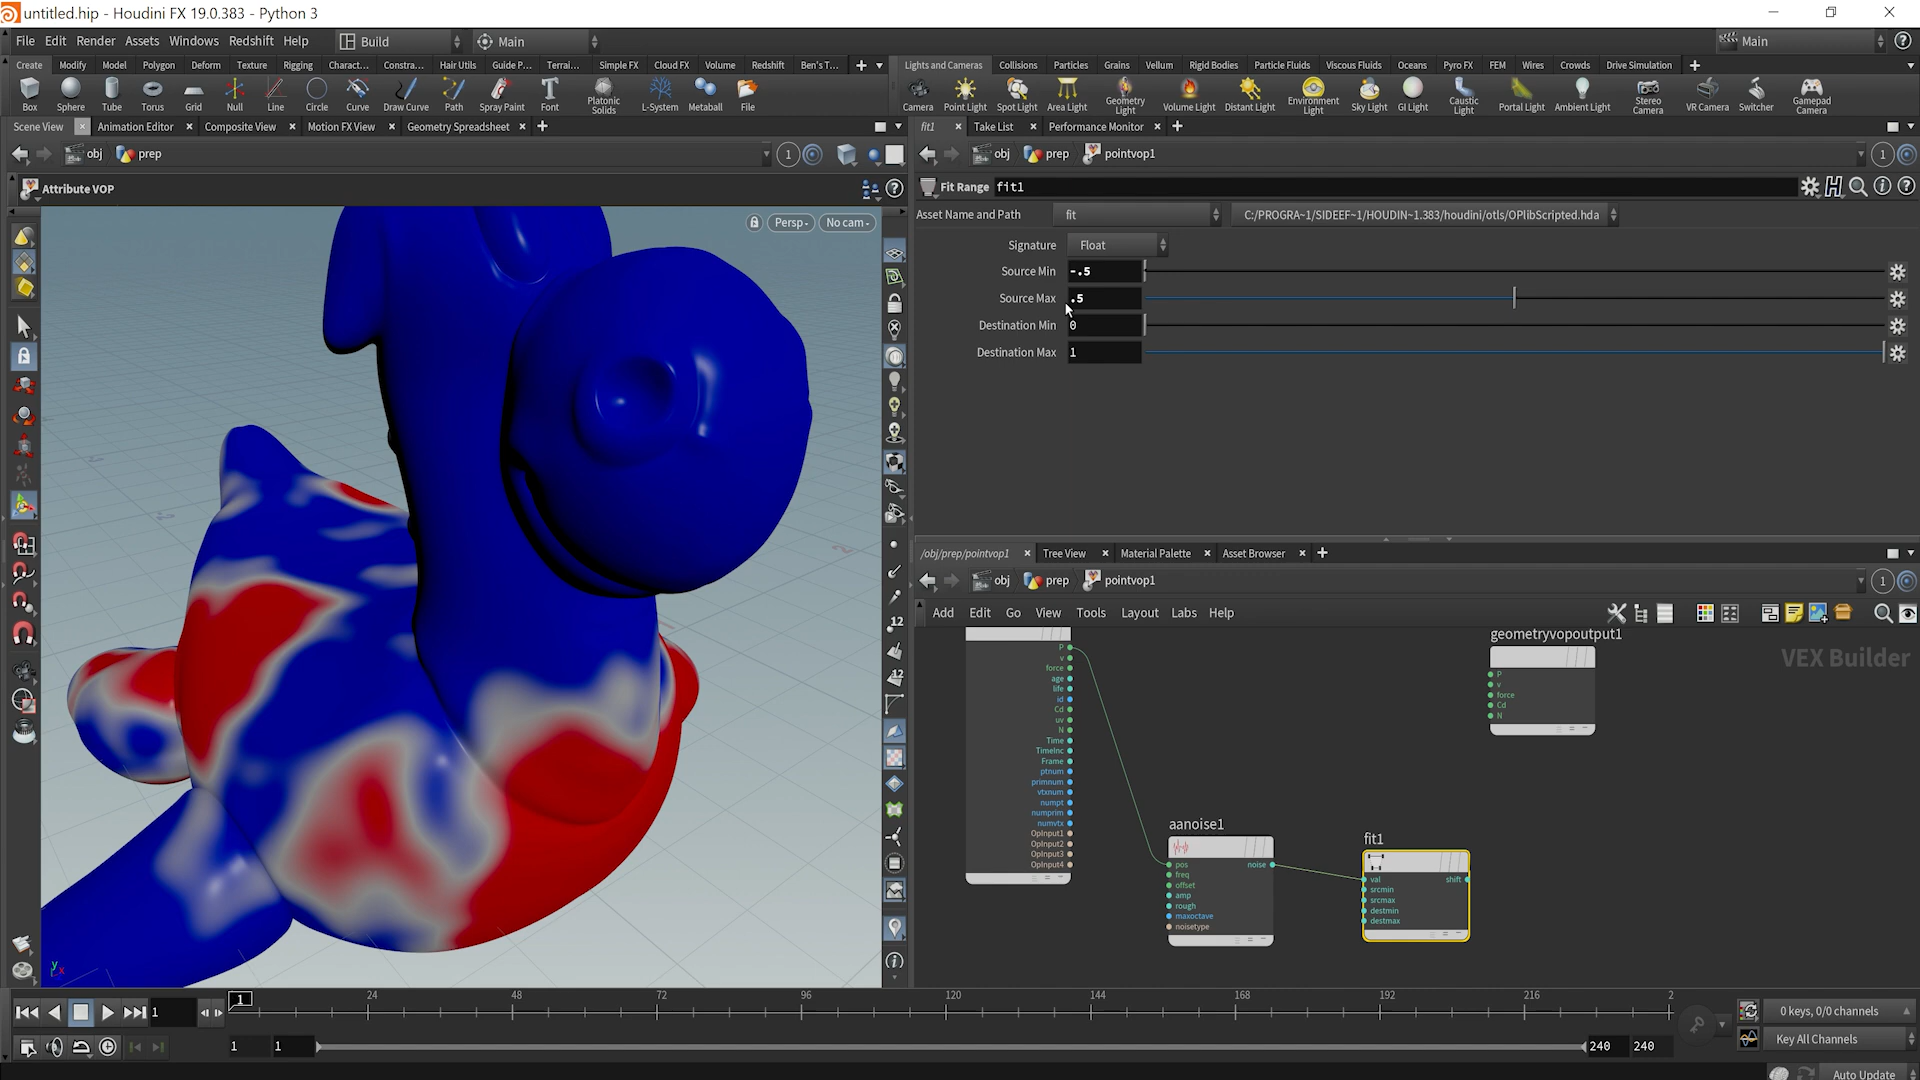 untitled.hip - Houdini FX 19.0.383 - Python 3
File Edit Render Assets Windows Redshift Help Build Main Main
Create Modify Model Polygon Deform Texture Rigging Charact... Constra... Hair Utils Guide P... Terrai... Simple FX Cloud FX Volume Redshift Ben's T...
Lights and Cameras Collisions Particles Grains Vellum Rigid Bodies Particle Fluids Viscous Fluids Oceans Pyro FX FEM Wires Crowds Drive Simulation
Box Sphere Tube Torus Grid Null Line Circle Curve Draw Curve Path Spray Paint Font Platonic Solids L-System Metaball File
Camera Point Light Spot Light Area Light Geometry Light Volume Light Distant Light Environment Light Sky Light GI Light Caustic Light Portal Light Ambient Light Stereo Camera VR Camera Switcher Gamepad Camera
Scene View Animation Editor Composite View Motion FX View Geometry Spreadsheet
fit1 Take List Performance Monitor
obj prep 1
obj prep pointvop1 1
Attribute VOP
Fit Range fit1
Asset Name and Path fit C:/PROGRA~1/SIDEEF~1/HOUDIN~1.383/houdini/otls/OPlibScripted.hda
Persp No cam
Signature Float
Source Min -.5
Source Max .5
Destination Min 0
Destination Max 1
/obj/prep/pointvop1 Tree View Material Palette Asset Browser
obj prep pointvop1 1
Add Edit Go View Tools Layout Labs Help
12
12
VEX Builder
P
v
force
age
life
id
Cd
uv
N
Time
TimeInc
Frame
ptnum
primnum
vtxnum
numpt
numprim
numvtx
OpInput1
OpInput2
OpInput3
OpInput4
geometryvopoutput1
P
v
force
Cd
N
aanoise1
pos noise
freq
offset
amp
rough
maxoctave
noisetype
fit1
val shift
srcmin
srcmax
destmin
destmax
y x
1 1 24 48 72 96 120 144 168 192 216 2
0 keys, 0/0 channels
1 1 240 240
Key All Channels
Auto Update